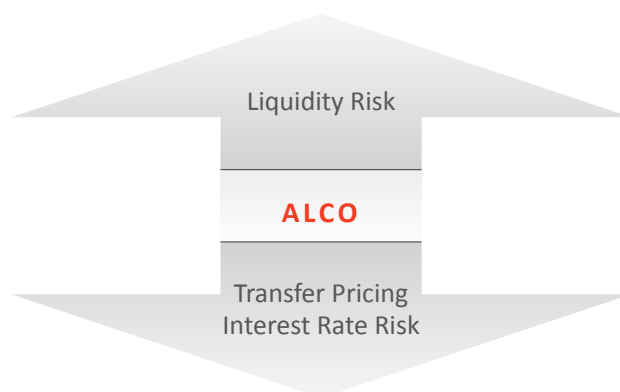 Liquidity Risk
ALCO
Transfer Pricing
Interest Rate Risk